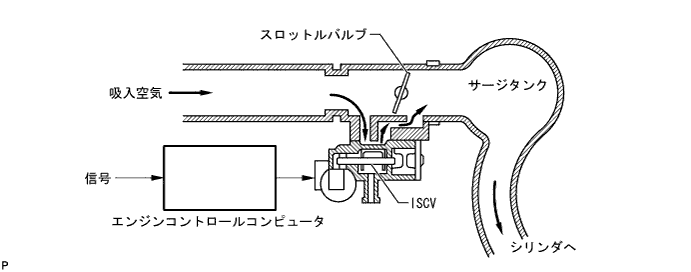 スロットルバルブ
吸入空気
サージタンク
信号
ISCV
エンジンコントロールコンピュータ
シリンダへ
P